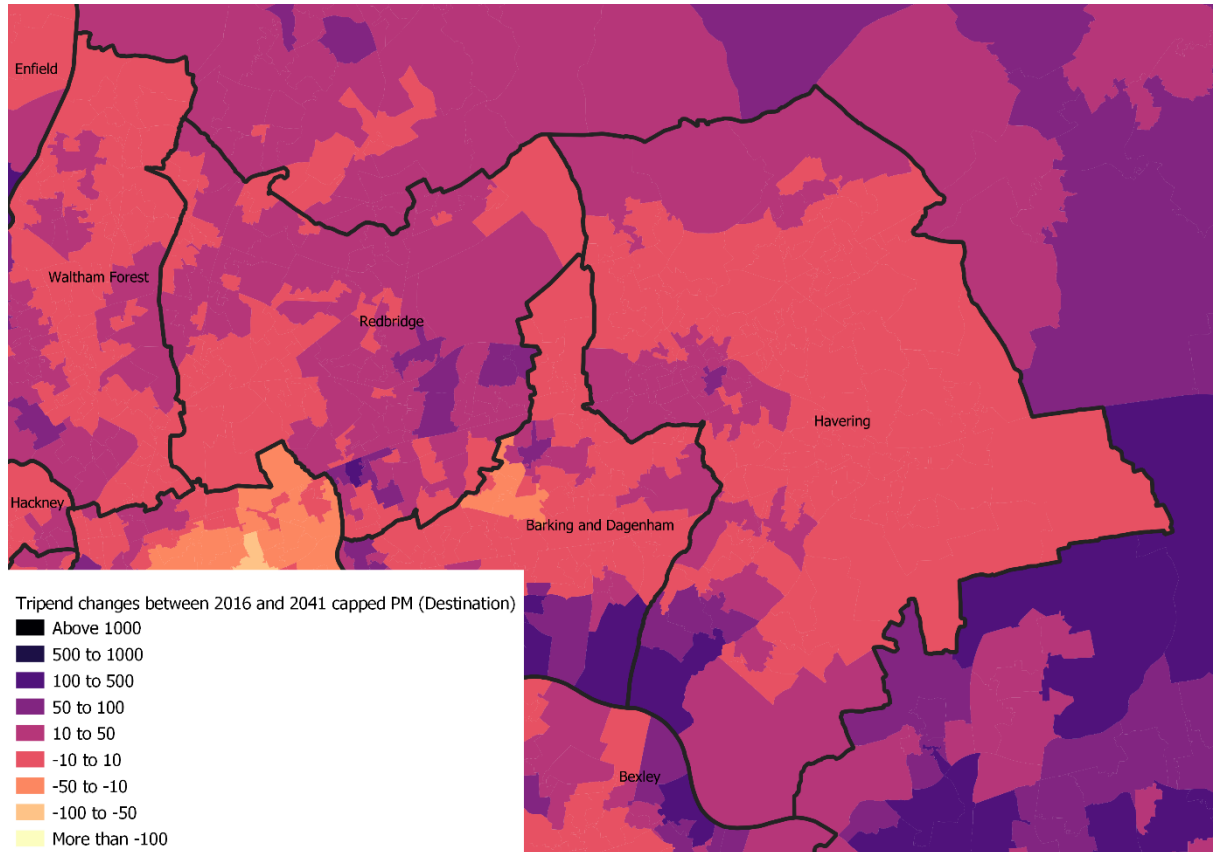 Enfield
Waltham Forest
Redbridge
Havering
Hackney
Barking and Dagenham
Bexley
Tripend changes between 2016 and 2041 capped PM (Destination)
Above 1000
500 to 1000
100 to 500
50 to 100
10 to 50
-10 to 10
-50 to -10
-100 to -50
More than -100